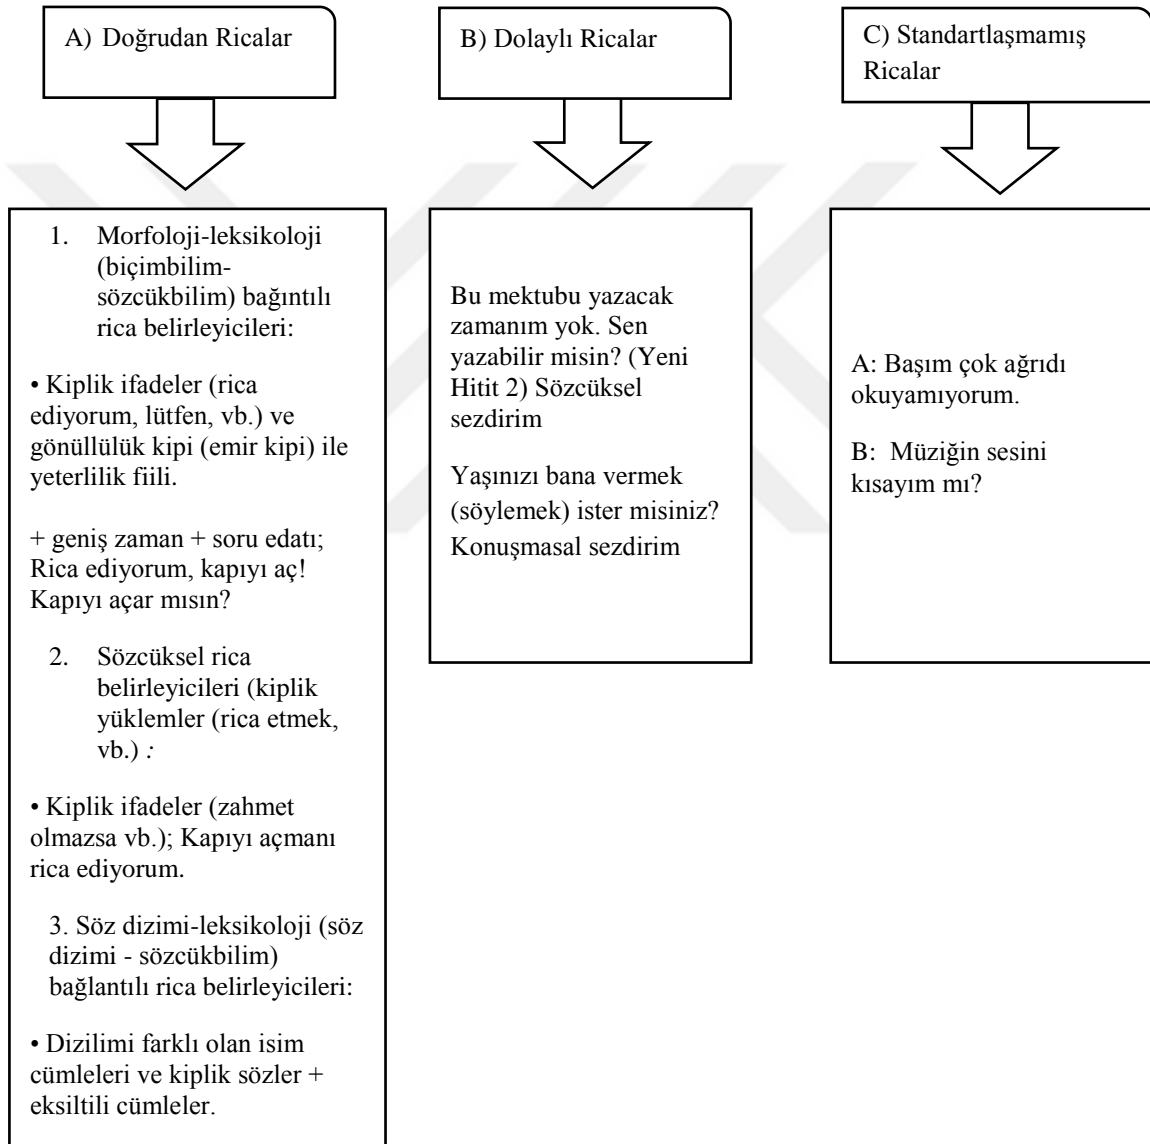 A) Doğrudan Ricalar
1. Morfoloji-leksikoloji
(biçimbilim-
sözcükbilim) bağıntılı
rica belirleyicileri:
• Kiplik ifadeler (rica
ediyorum, lütfen, vb.) ve
gönüllülük kipi (emir kipi) ile
yeterlilik fiili.
+ geniş zaman + soru edatı;
Rica ediyorum, kapıyı aç!
Kapıyı açar mısın?
2. Sözcüksel rica
belirleyicileri (kiplik
yüklemler (rica etmek,
vb.) :
• Kiplik ifadeler (zahmet
olmazsa vb.); Kapıyı açmanı
rica ediyorum.
3. Söz dizimi-leksikoloji (söz
dizimi - sözcükbilim)
bağlantılı rica belirleyicileri:
• Dizilimi farklı olan isim
cümleleri ve kiplik sözler +
eksiltili cümleler.
B) Dolaylı Ricalar
Bu mektubu yazacak
zamanım yok. Sen
yazabilir misin? (Yeni
Hitit 2) Sözcüksel
sezdirim
Yaşınızı bana vermek
(söylemek) ister misiniz?
Konuşmasal sezdirim
C) Standartlaşmamış
Ricalar
A: Başım çok ağrıdı
okuyamıyorum.
B: Müziğin sesini
kısayım mı?